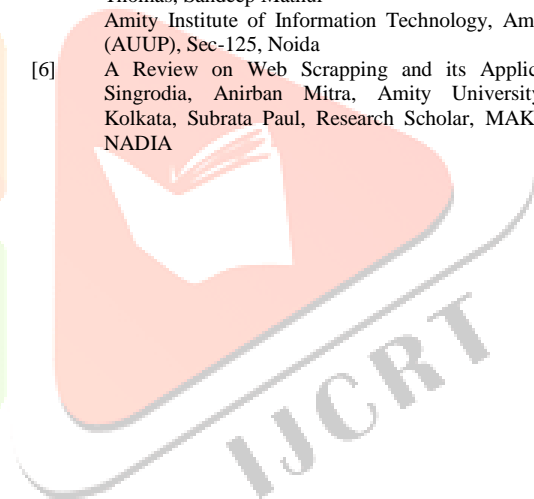 Thomas, Sandeep Mathur
Amity Institute of Information Technology, Am
(AUUP), Sec-125, Noida
[6] A Review on Web Scrapping and its Applic
Singrodia, Anirban Mitra, Amity University
Kolkata, Subrata Paul, Research Scholar, MAK
NADIA
IJCRT